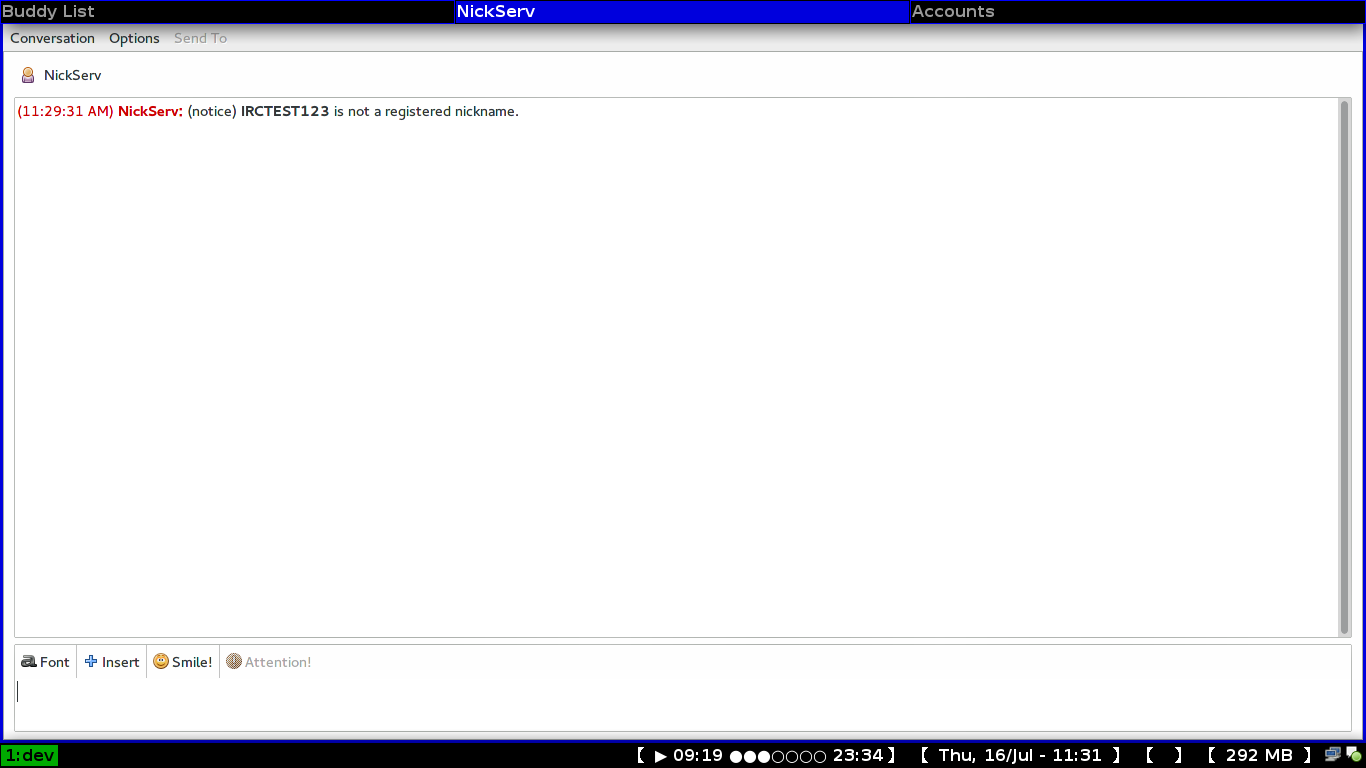 Buddy List NickServ Accounts
Conversation Options Send To
NickServ
(11:29:31 AM) NickServ: (notice) IRCTEST123 is not a registered nickname.
Font Insert Smile! Attention!
1:dev 【 ▶ 09:19 ●●●○○○○ 23:34】 【 Thu, 16/Jul - 11:31 】 【 】 【 292 MB 】